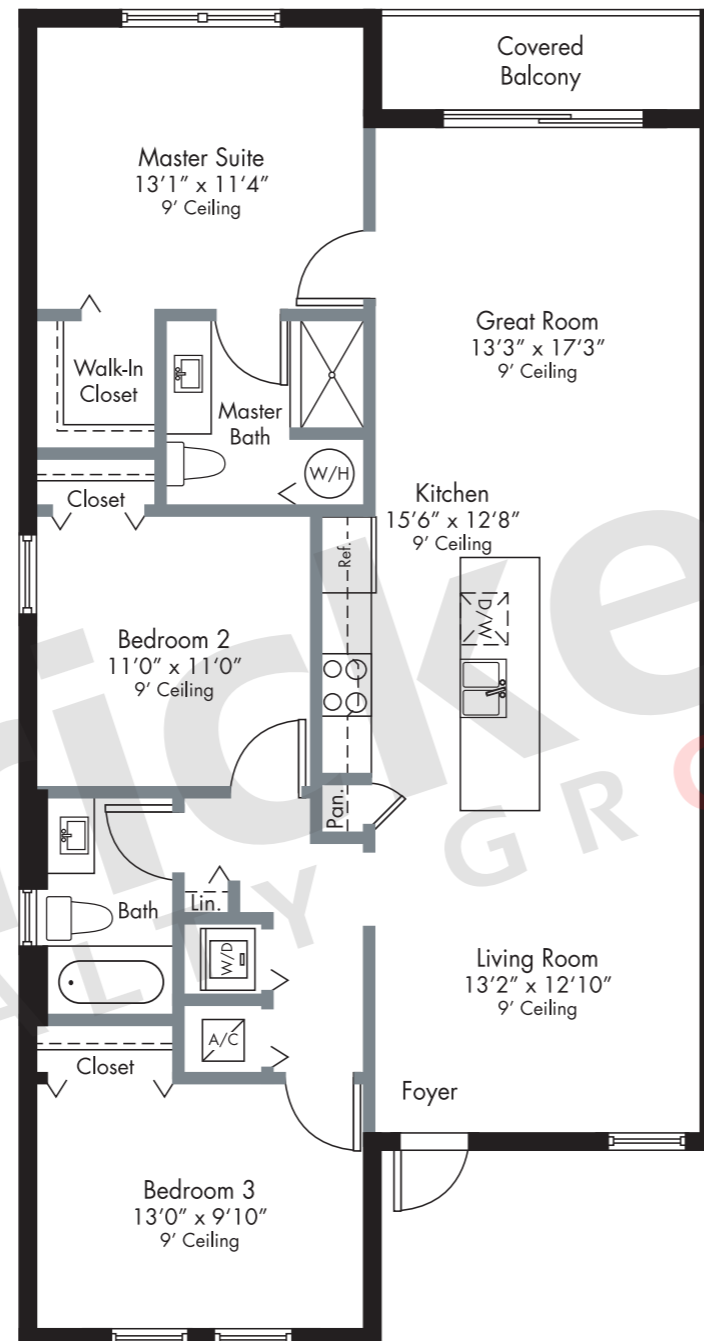 Covered
Balcony
Master Suite
13'1" x 11'4"
9' Ceiling
Great Room
13'3" x 17'3"
9' Ceiling
Walk-In
Closet
Master
Bath
W/H
Closet
Kitchen
15'6" x 12'8"
9' Ceiling
Ref.
D/W
Bedroom 2
11'0" x 11'0"
9' Ceiling
Pan.
Bath
Lin.
W/D
Living Room
13'2" x 12'10"
9' Ceiling
A/C
Closet
Foyer
Bedroom 3
13'0" x 9'10"
9' Ceiling
ricke
ALTY GRO